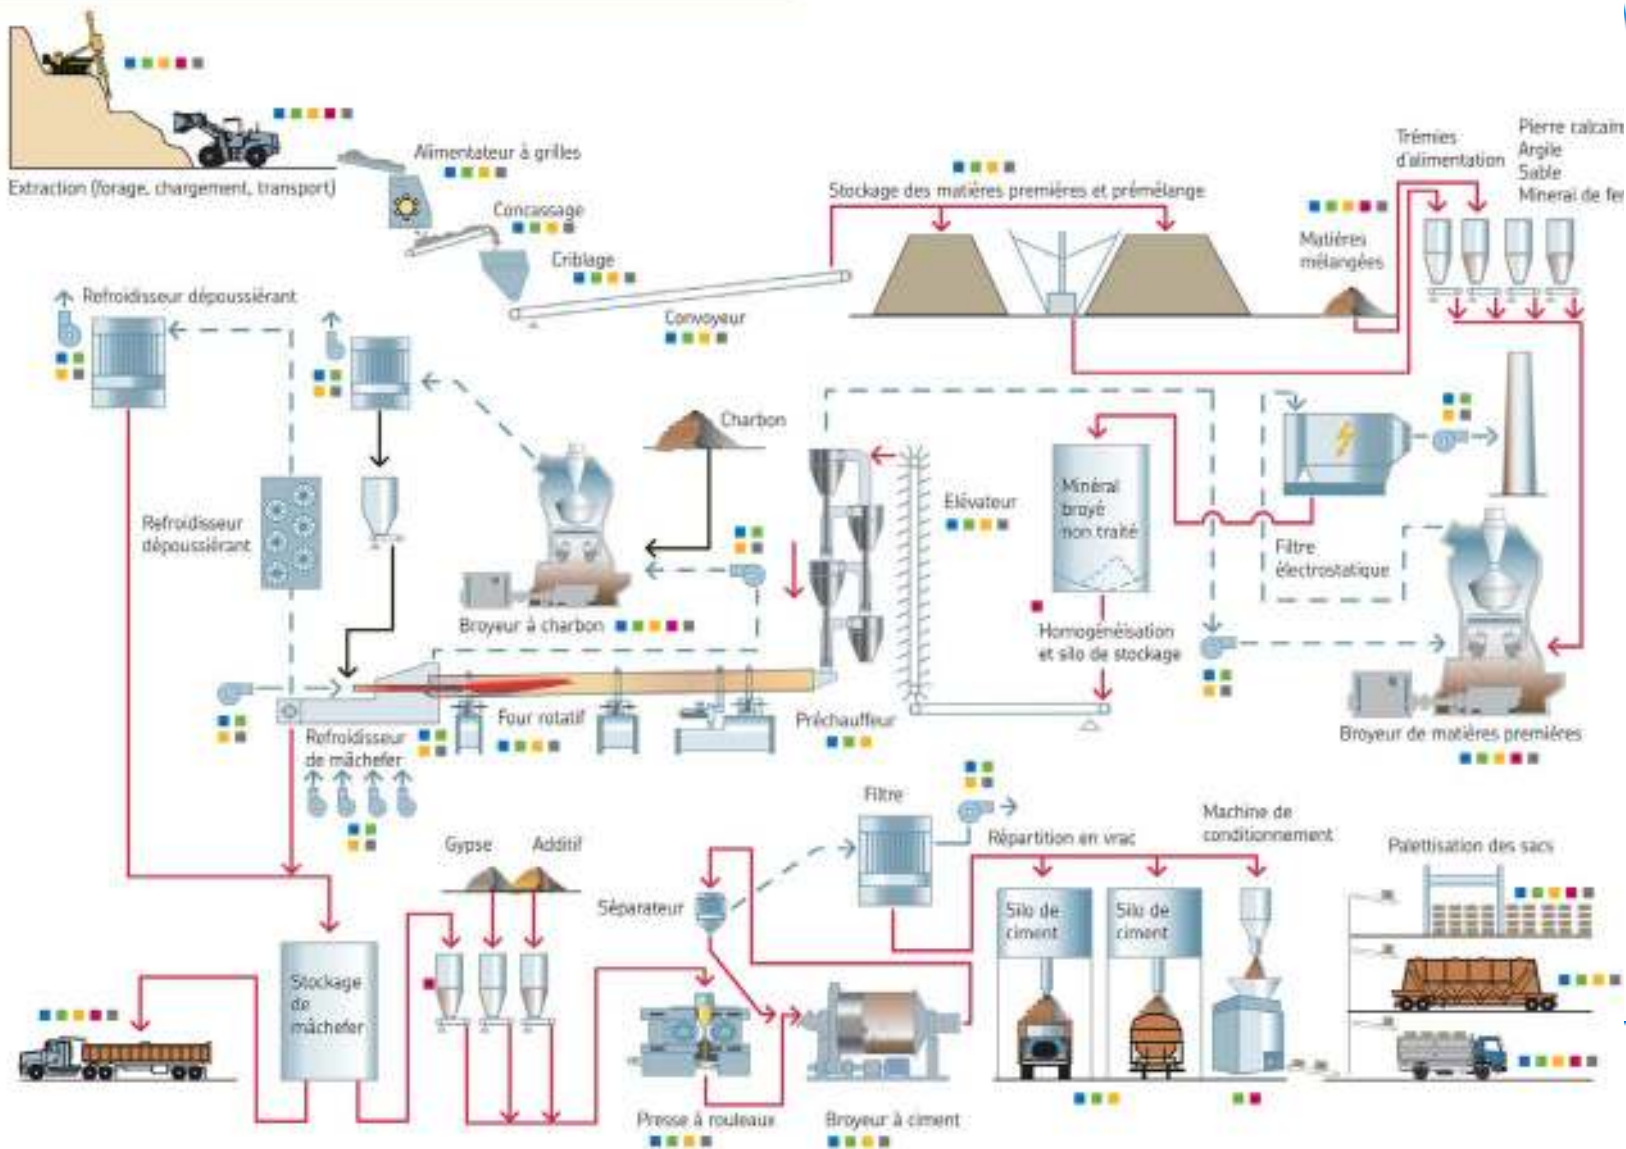 Extraction (forage, chargement, transport)
Alimentateur à grilles
Concassage
Criblage
Convoyeur
Stockage des matières premières et prémélange
Matières
mélangées
Trémies
d'alimentation
Pierre calcaire
Argile
Sable
Minerai de fer
Refroidisseur dépoussiérant
Refroidisseur
dépoussiérant
Charbon
Broyeur à charbon
Elévateur
Minéral
broyé
non traité
Homogénéisation
et silo de stockage
Filtre
électrostatique
Broyeur de matières premières
Four rotatif
Préchauffeur
Refroidisseur
de mâchefer
Gypse
Additif
Séparateur
Filtre
Répartition en vrac
Machine de
conditionnement
Palettisation des sacs
Silo de
ciment
Silo de
ciment
Stockage
de
mâchefer
Presse à rouleaux
Broyeur à ciment